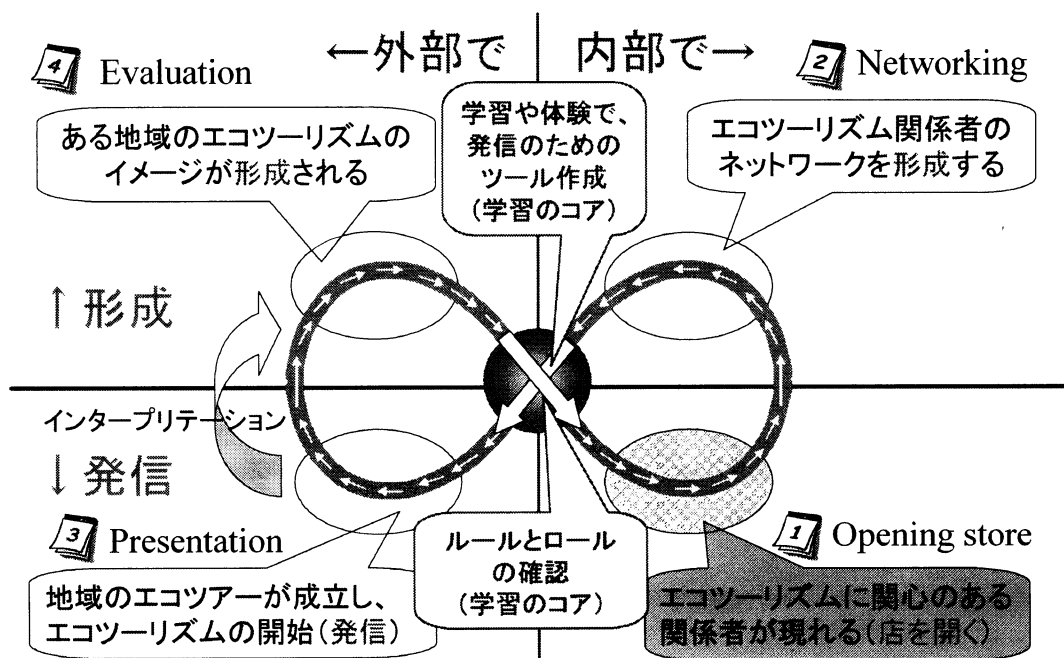 ←外部で
内部で→
4 Evaluation
2 Networking
ある地域のエコツーリズムの
イメージが形成される
学習や体験で、
発信のための
ツール作成
(学習のコア)
エコツーリズム関係者の
ネットワークを形成する
↑形成
インタープリテーション
↓発信
3 Presentation
1 Opening store
地域のエコツアーが成立し、
エコツーリズムの開始(発信)
ルールとロール
の確認
(学習のコア)
エコツーリズムに関心のある
関係者が現れる(店を開く)